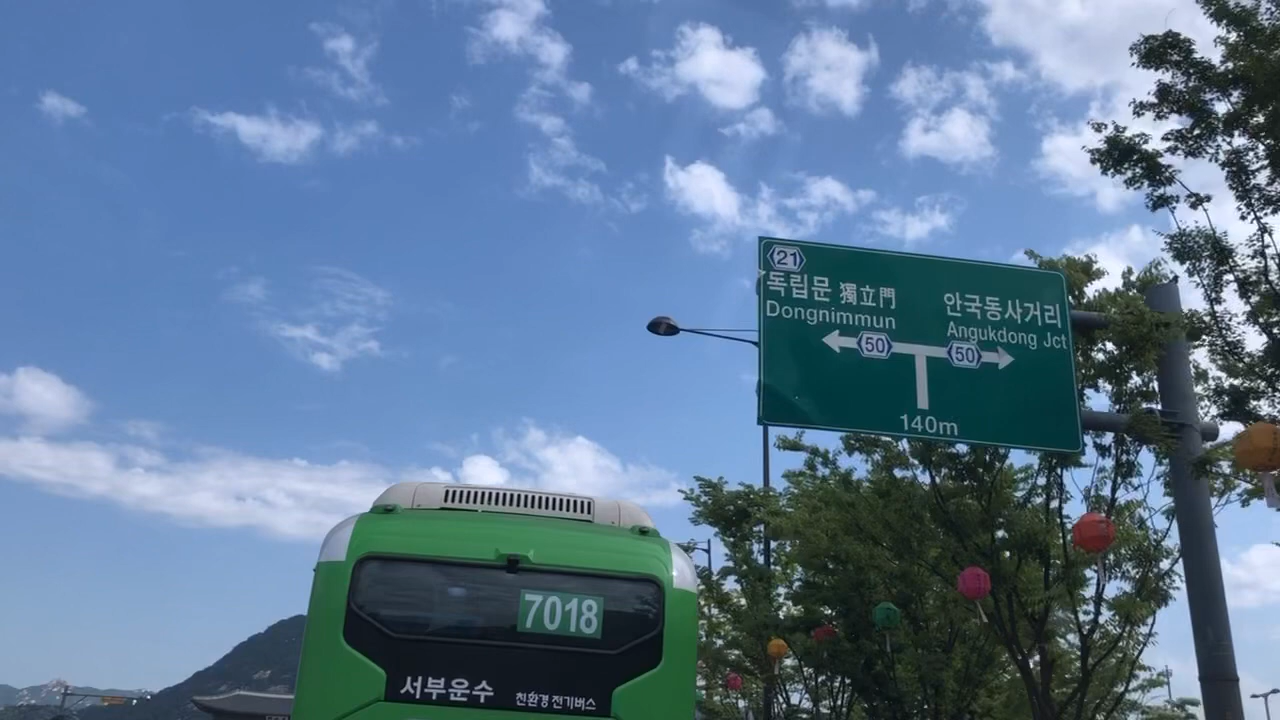 21
독립문 獨立門
Dongnimmun
안국동사거리
Angukdong Jct
50
50
140m
7018
서부운수
친환경 전기버스